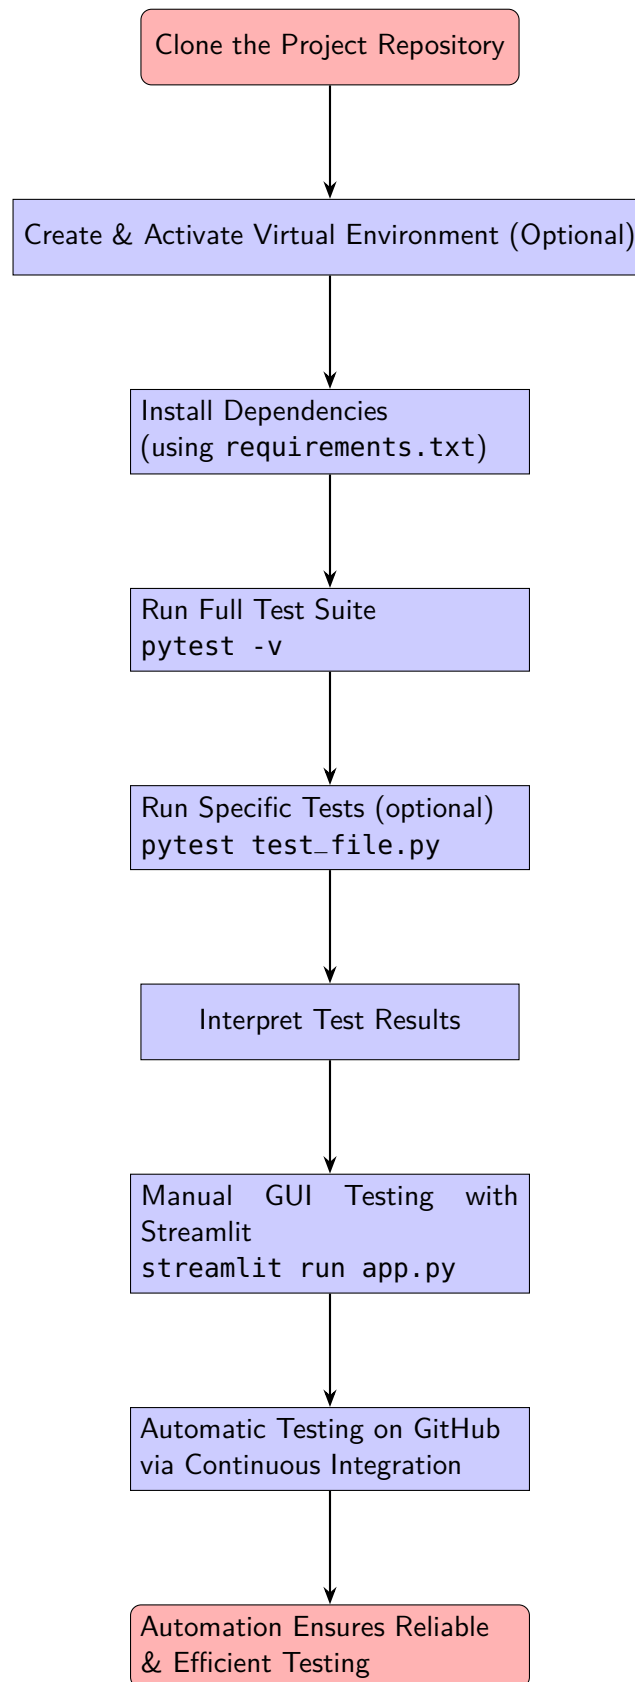 Clone the Project Repository
Create & Activate Virtual Environment (Optional)
Install Dependencies
(using requirements.txt)
Run Full Test Suite
pytest -v
Run Specific Tests (optional)
pytest test_file.py
Interpret Test Results
Manual GUI Testing with
Streamlit
streamlit run app.py
Automatic Testing on GitHub
via Continuous Integration
Automation Ensures Reliable
& Efficient Testing